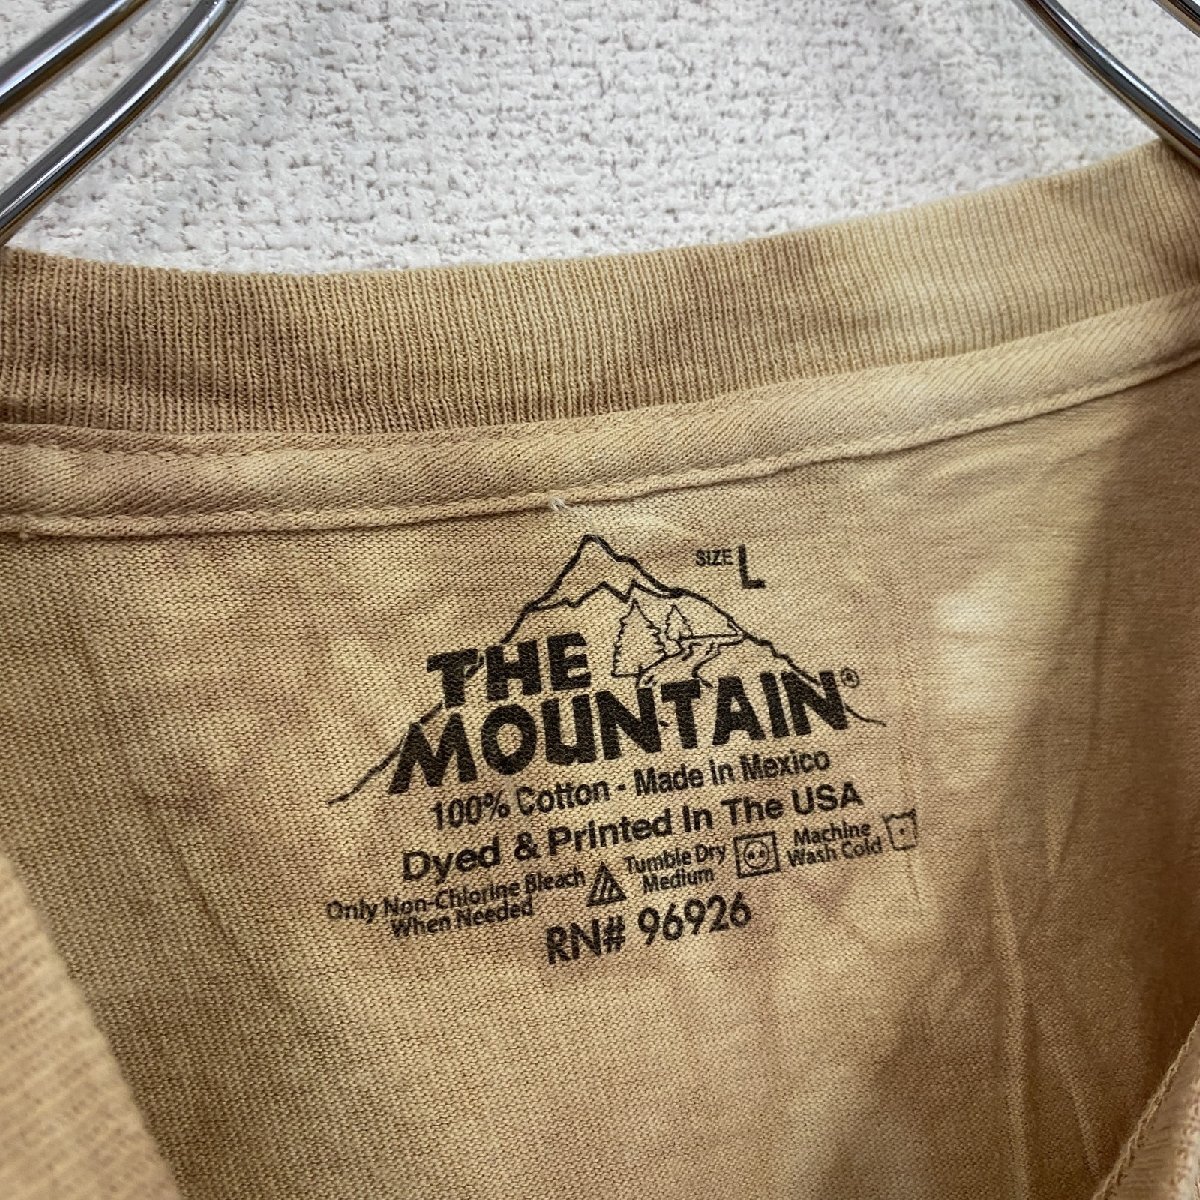 SIZE L
THE
MOUNTAIN®
100% Cotton - Made In Mexico
Dyed & Printed In The USA
Only Non-Chlorine Bleach
When Needed
Tumble Dry
Medium
Machine
Wash Cold
RN# 96926